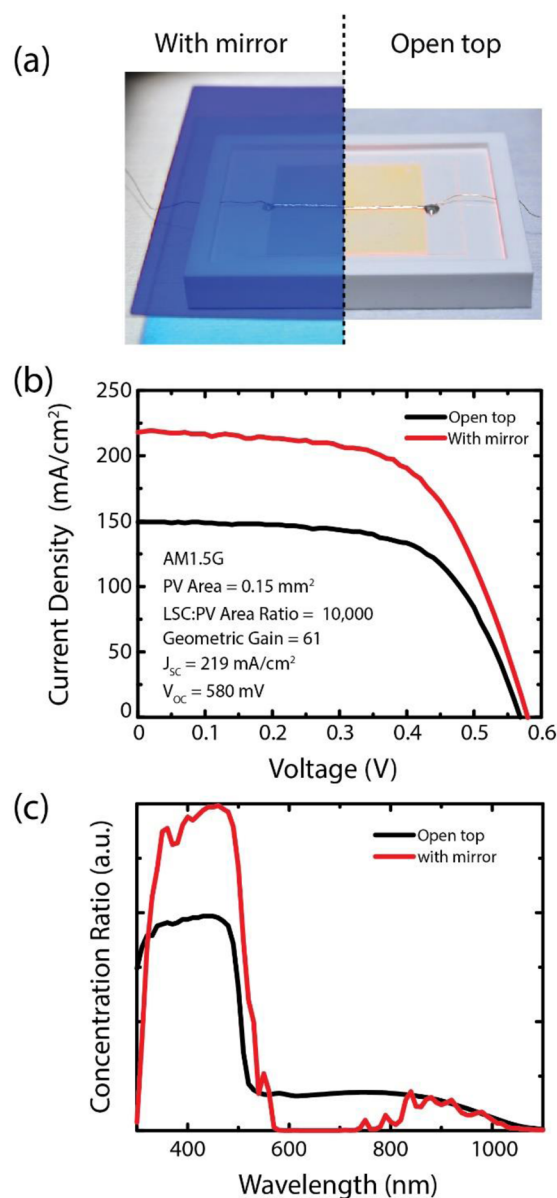 With mirror
Open top
(a)
(b)
250
200
150
100
50
0
Current Density (mA/cm²)
Open top
With mirror
AM1.5G
PV Area = 0.15 mm²
LSC:PV Area Ratio = 10,000
Geometric Gain = 61
J_SC = 219 mA/cm²
V_OC = 580 mV
0 0.1 0.2 0.3 0.4 0.5 0.6
Voltage (V)
(c)
Concentration Ratio (a.u.)
Open top
with mirror
400 600 800 1000
Wavelength (nm)